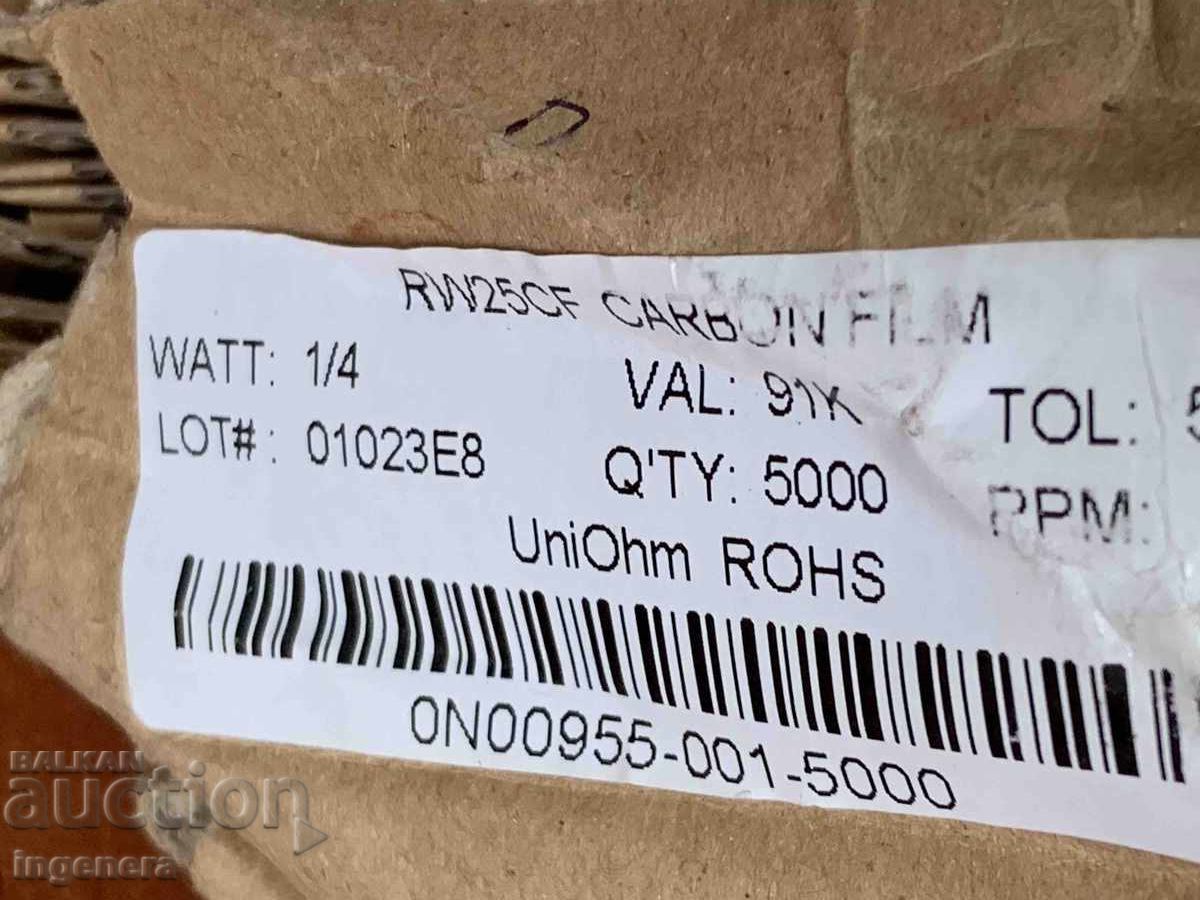 RW25CF CARBON FILM
WATT: 1/4 VAL: 91K TOL: 5
LOT#: 01023E8 Q'TY: 5000 PPM:
UniOhm ROHS
0N00955-001-5000
BALKAN
auction
ingenera